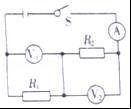 S
A
V₁ R₂
R₁ V₂